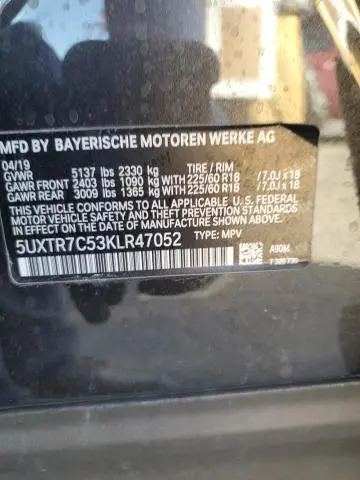 MFD BY BAYERISCHE MOTOREN WERKE AG
04/19
GVWR 5137 lbs 2330 kg TIRE / RIM
GAWR FRONT 2403 lbs 1090 kg WITH 225/60 R18 /7.0J x 18
GAWR REAR 3009 lbs 1365 kg WITH 225/60 R18 /7.0J x 18
THIS VEHICLE CONFORMS TO ALL APPLICABLE U. S. FEDERAL
MOTOR VEHICLE SAFETY, BUMPER, AND THEFT PREVENTION
STANDARDS IN EFFECT ON THE DATE OF MANUFACTURE SHOWN ABOVE.
5UXTR7C53KLR47052 TYPE: MPV
A90M